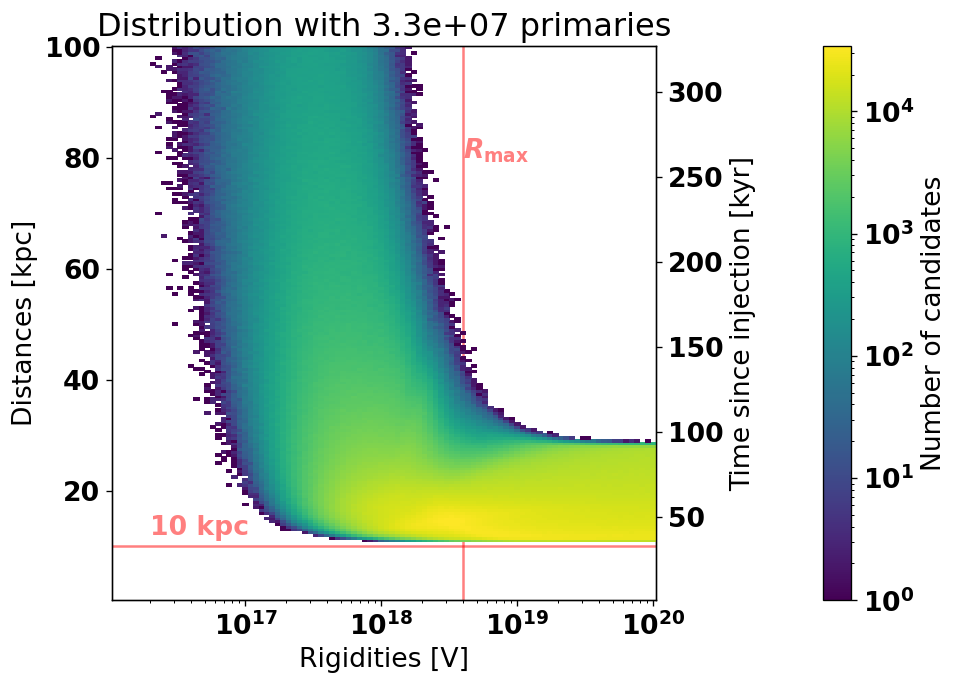 Distribution with 3.3e+07 primaries
100
80
60
40
20
Distances [kpc]
10 kpc
R_max
10^17
10^18
10^19
10^20
Rigidities [V]
300
250
200
150
100
50
Time since injection [kyr]
10^4
10^3
10^2
10^1
10^0
Number of candidates